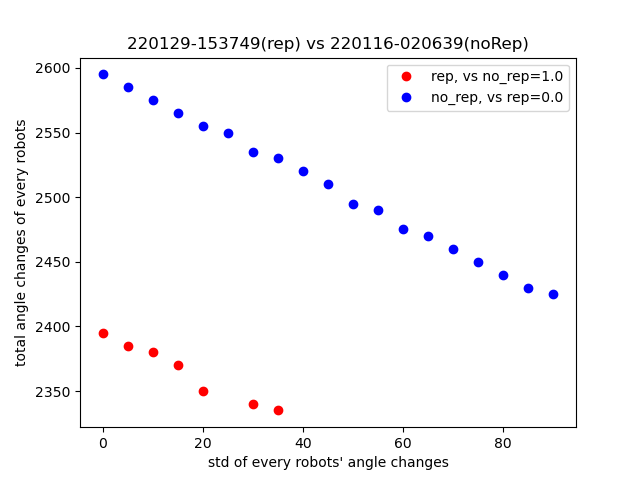 220129-153749(rep) vs 220116-020639(noRep)
rep, vs no_rep=1.0
no_rep, vs rep=0.0
total angle changes of every robots
2600
2550
2500
2450
2400
2350
0 20 40 60 80
std of every robots' angle changes